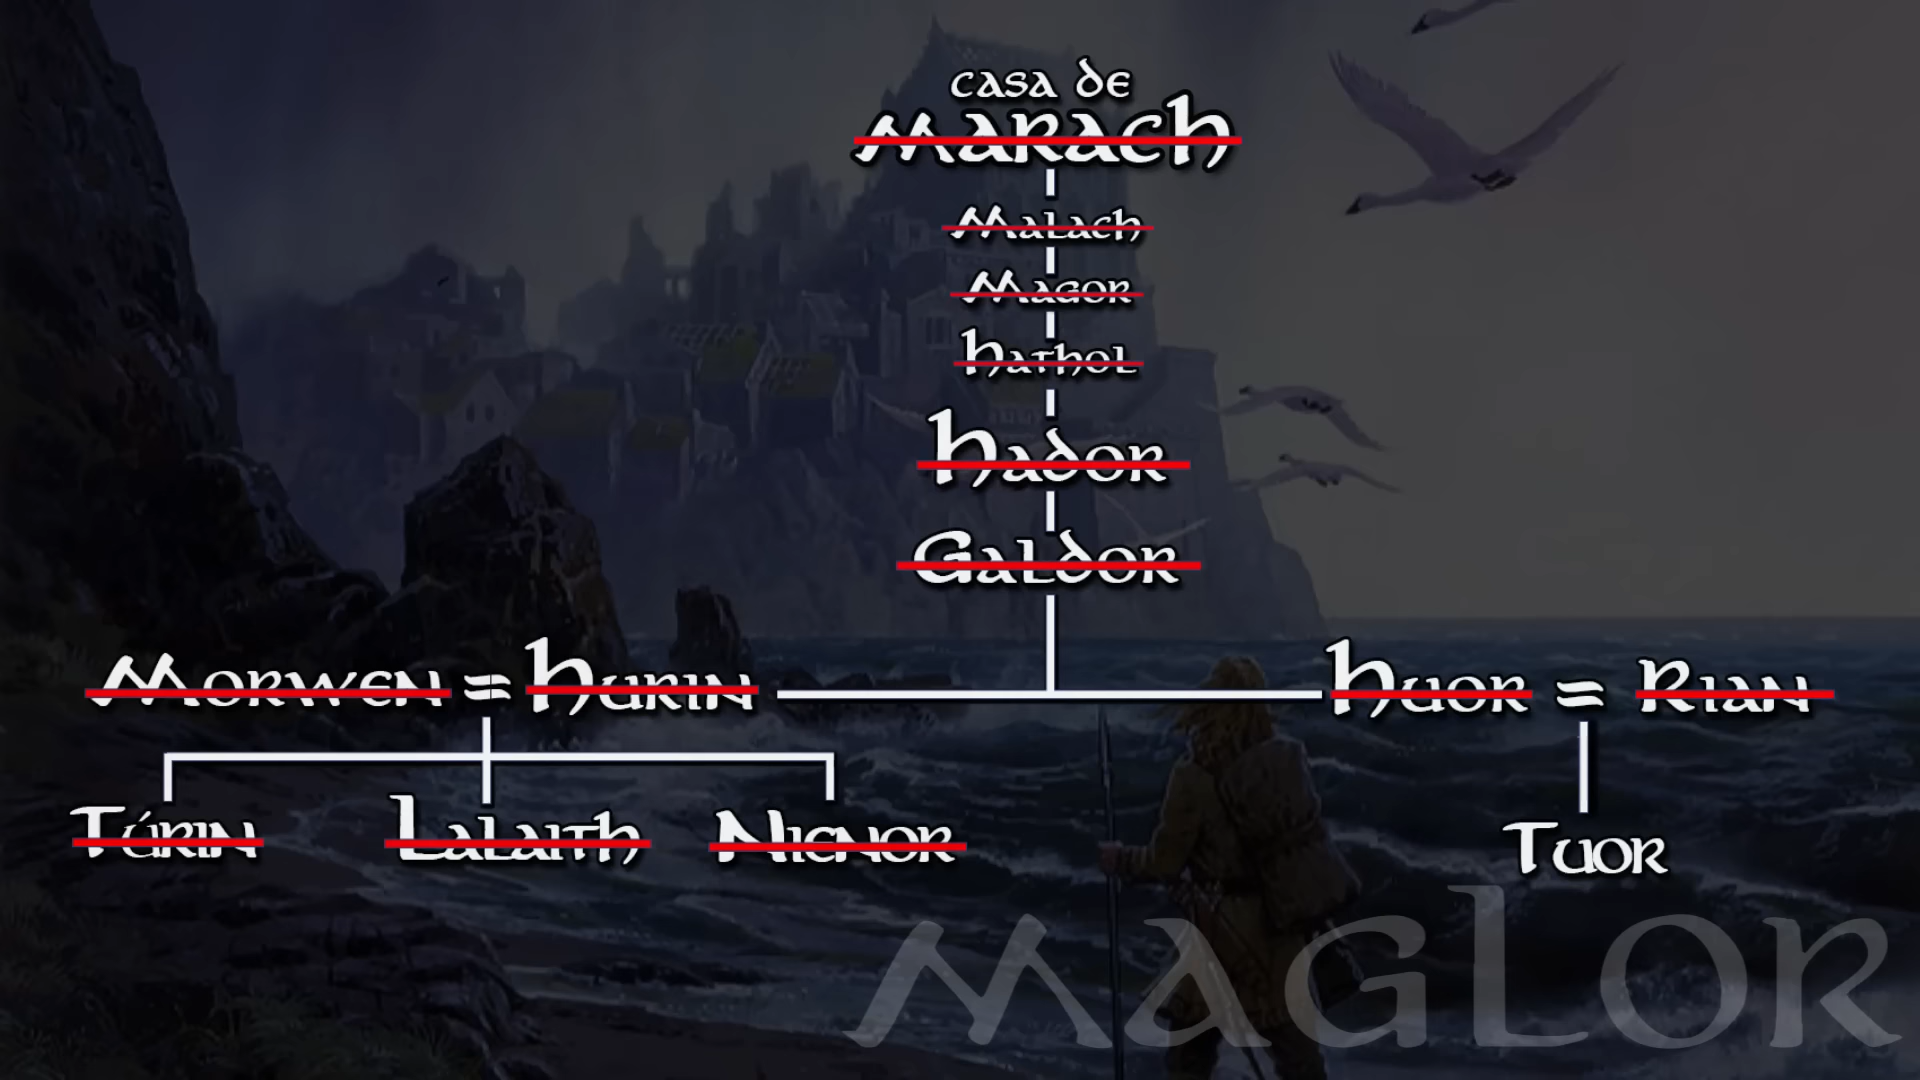 Casa de
Marach
Malach
Magor
Hathol
Hador
Galdor
Morwen = Hurin Huor = Rian
Túrin Lalaith Nienor Tuor
MAGLOR